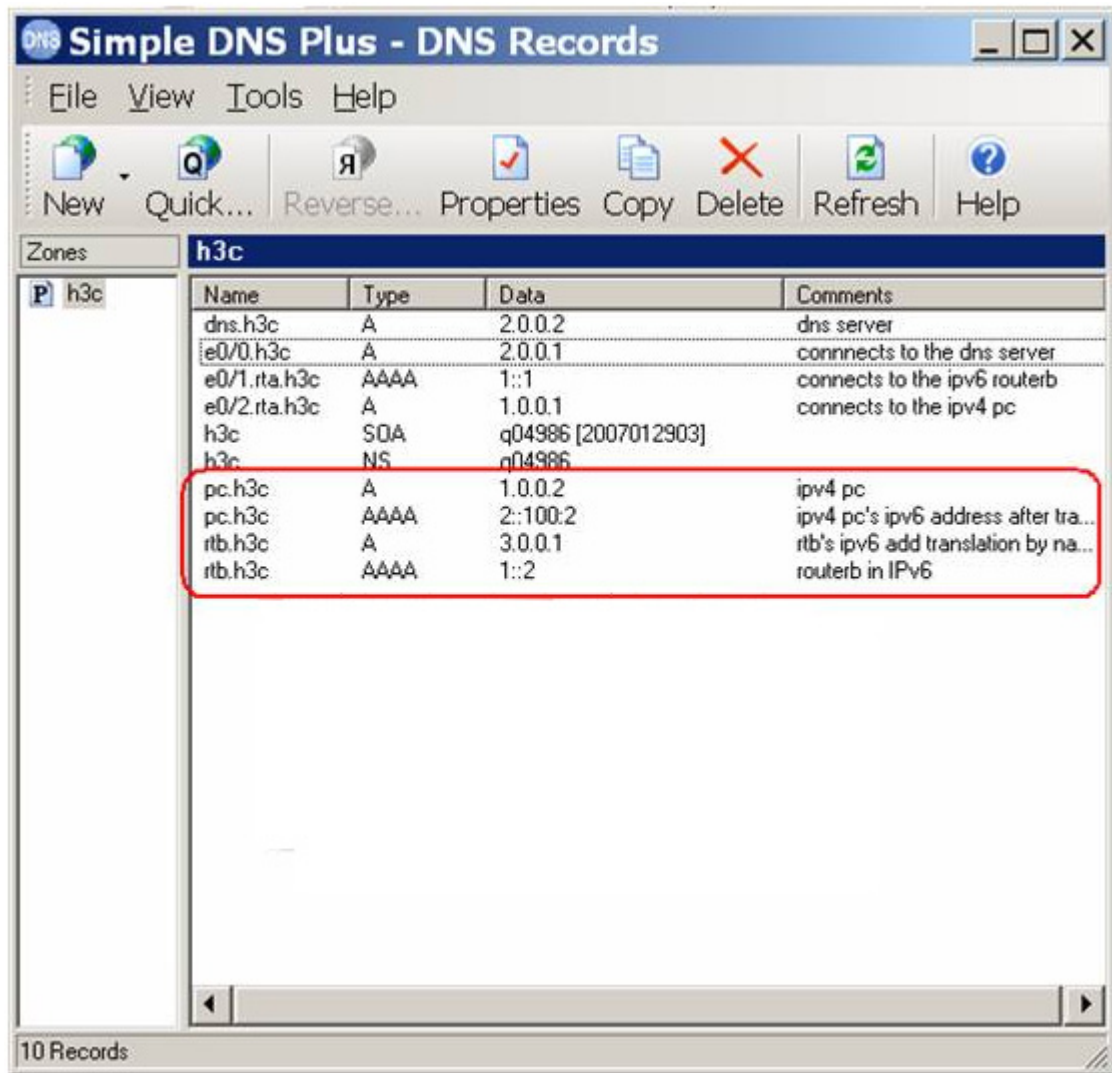 DNS Simple DNS Plus - DNS Records
File View Tools Help
New Quick... Reverse... Properties Copy Delete Refresh Help
Zones h3c
P h3c Name Type Data Comments
dns.h3c A 2.0.0.2 dns server
e0/0.h3c A 2.0.0.1 connnects to the dns server
e0/1.rta.h3c AAAA 1::1 connects to the ipv6 routerb
e0/2.rta.h3c A 1.0.0.1 connects to the ipv4 pc
h3c SOA q04986 [2007012903]
h3c NS q04986
pc.h3c A 1.0.0.2 ipv4 pc
pc.h3c AAAA 2::100:2 ipv4 pc's ipv6 address after tra...
rtb.h3c A 3.0.0.1 rtb's ipv6 add translation by na...
rtb.h3c AAAA 1::2 routerb in IPv6
10 Records